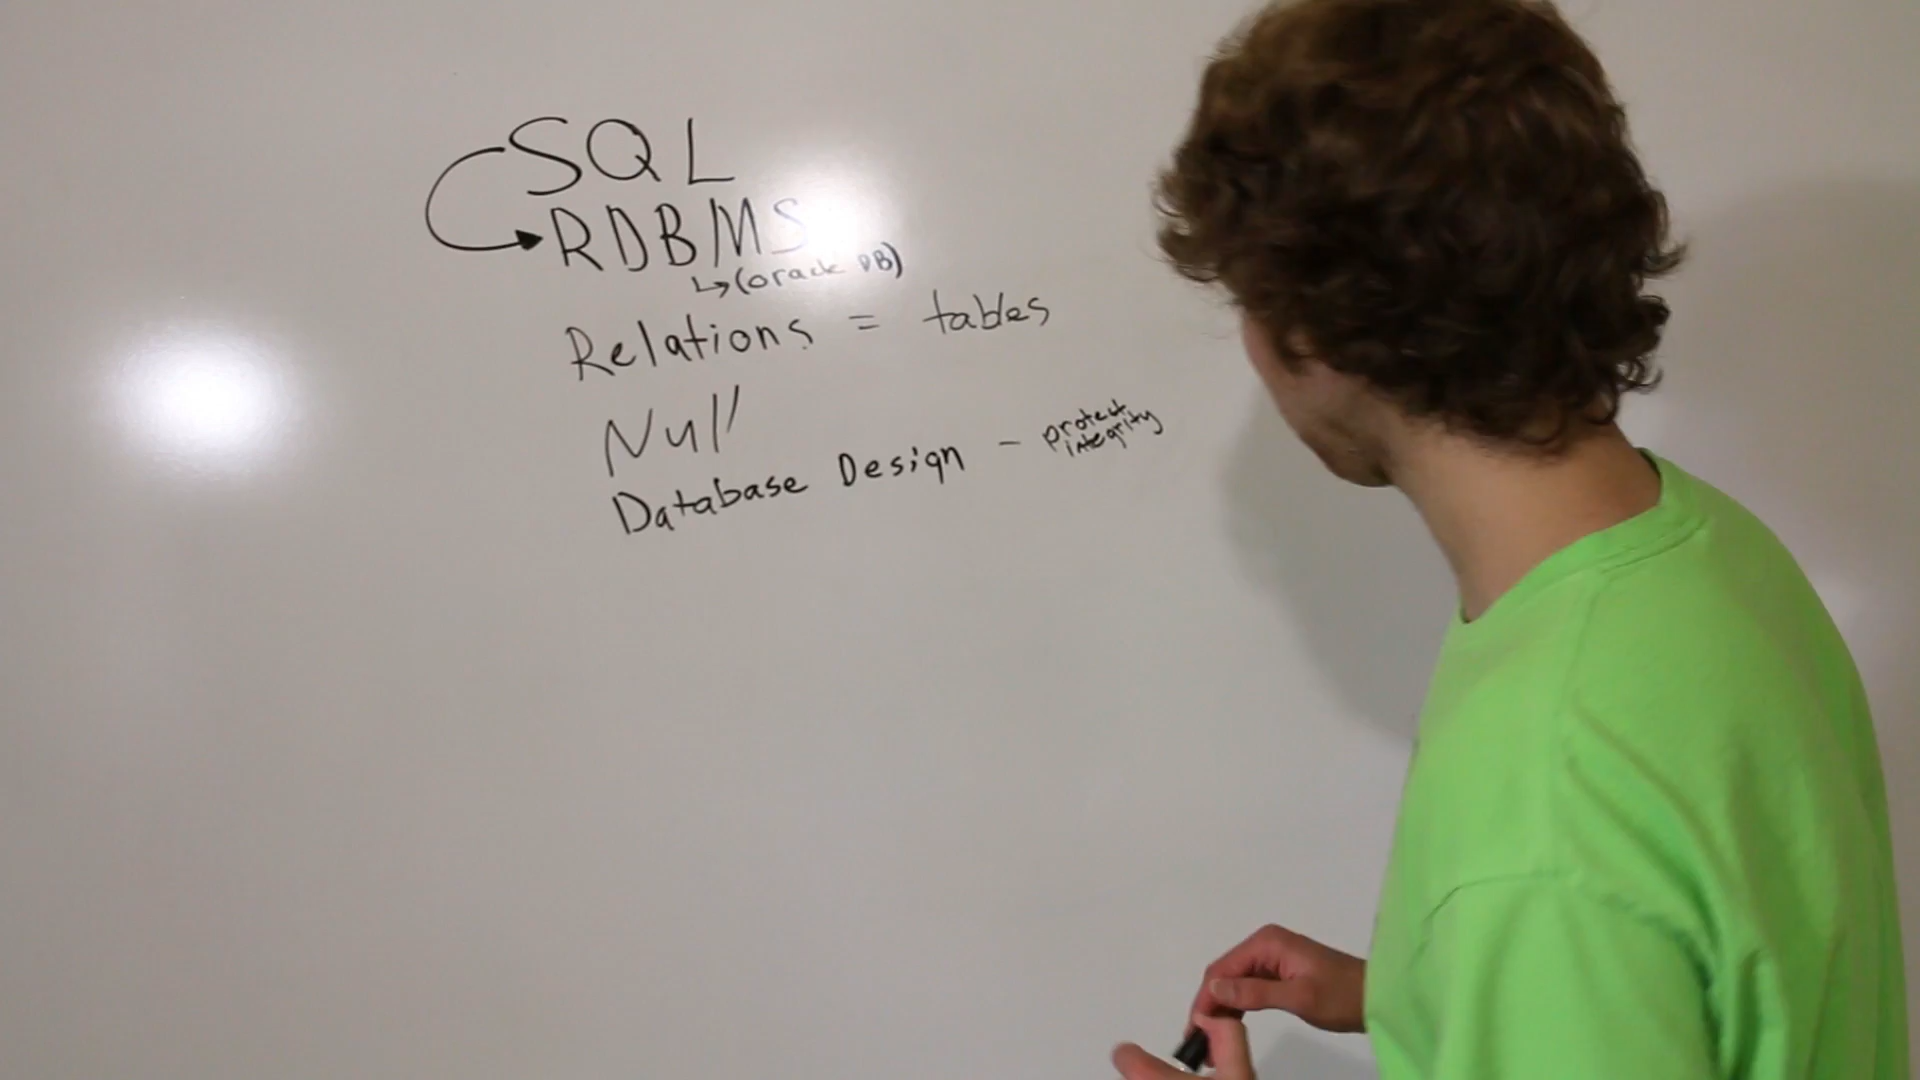 SQL
RDBMS
(oracle DB)
Relations = tables
Null
Database Design - protect integrity